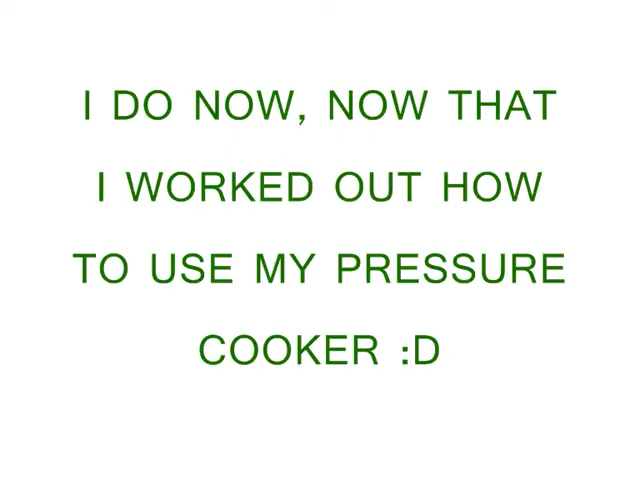 I DO NOW, NOW THAT
I WORKED OUT HOW
TO USE MY PRESSURE
COOKER :D